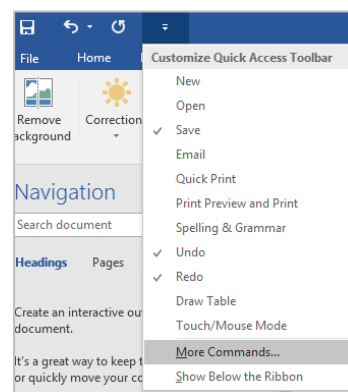 File Home
Customize Quick Access Toolbar
New
Open
Save
Email
Quick Print
Print Preview and Print
Spelling & Grammar
Undo
Redo
Draw Table
Touch/Mouse Mode
More Commands...
Show Below the Ribbon
Remove
ackground
Correction
Navigation
Search document
Headings Pages
Create an interactive ou
document.
It's a great way to keep t
or quickly move your cc